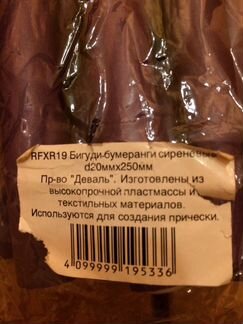 RFXR19 Бигуди-бумеранги сиреневые
d20ммx250мм
Пр-во "Деваль". Изготовлены из
высокопрочной пластмассы и
текстильных материалов.
Используются для создания прически.
4 099999 195336